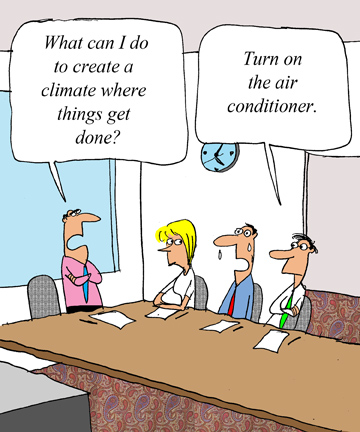 What can I do
to create a
climate where
things get
done?
Turn on
the air
conditioner.